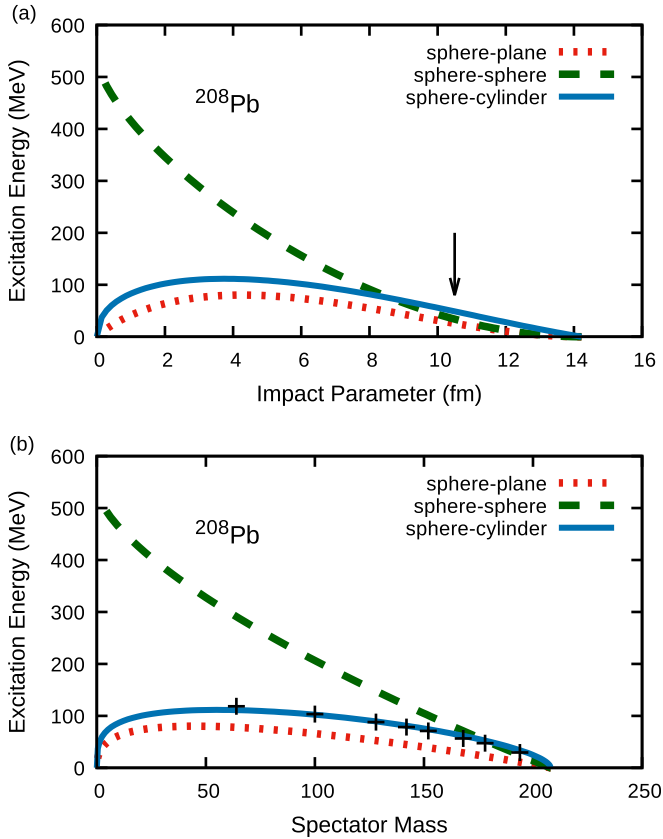 (a)
600
500
400
300
200
100
0
Excitation Energy (MeV)
sphere-plane
sphere-sphere
sphere-cylinder
208Pb
0 2 4 6 8 10 12 14 16
Impact Parameter (fm)
(b)
600
500
400
300
200
100
0
Excitation Energy (MeV)
sphere-plane
sphere-sphere
sphere-cylinder
208Pb
0 50 100 150 200 250
Spectator Mass